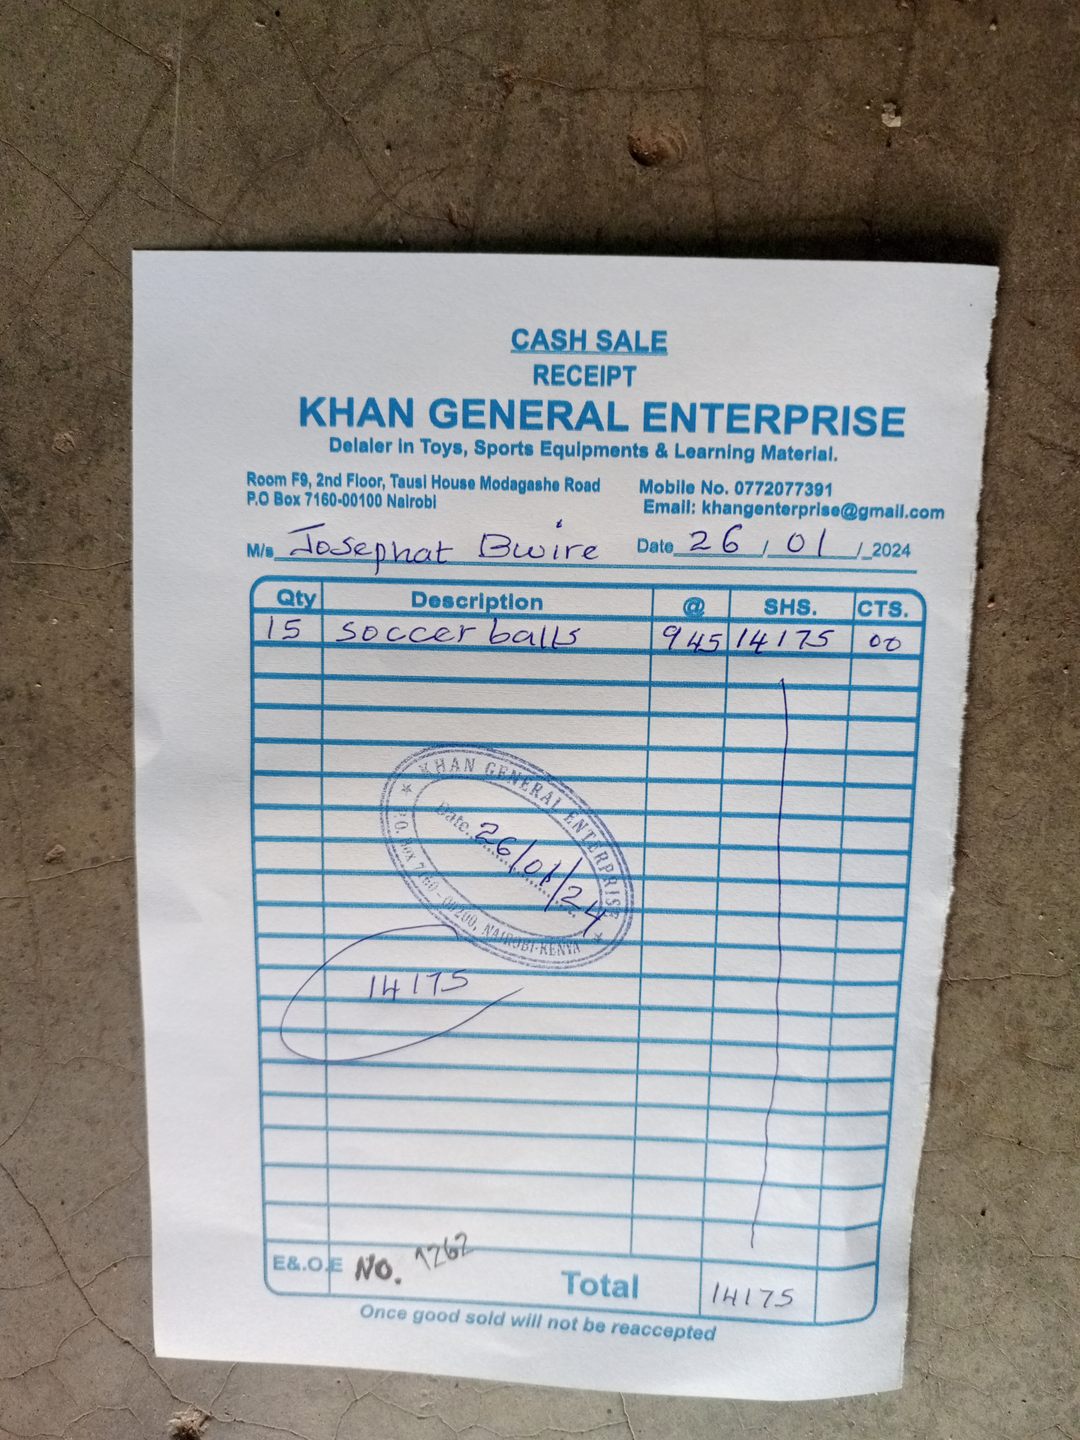 CASH SALE
RECEIPT
KHAN GENERAL ENTERPRISE
Delaler in Toys, Sports Equipments & Learning Material.
Room F9, 2nd Floor, Tausi House Modagashe Road
P.O Box 7160-00100 Nairobi
Mobile No. 0772077391
Email: khangenterprise@gmail.com
M/s Josephat Bwire Date 26 / 01 / 2024
Qty Description @ SHS. CTS.
15 soccer balls 945 14175 00
KHAN GENERAL ENTERPRISE
Date. 26/01/24
P.O. Box 7160 - 00200, NAIROBI-KENYA
14175
E&.O.E NO. 1262
Total 14175
Once good sold will not be reaccepted